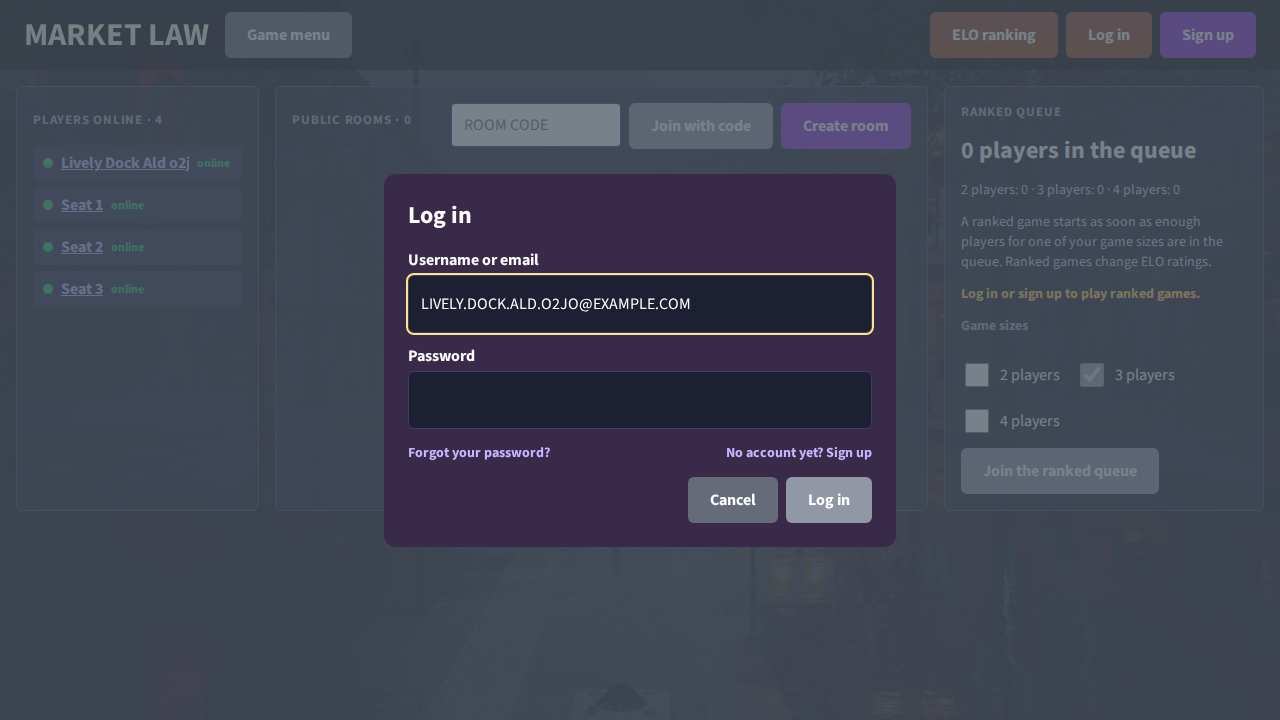 MARKET LAW
Game menu
ELO ranking
Log in
Sign up
PLAYERS ONLINE · 4
Lively Dock Ald o2j online
Seat 1 online
Seat 2 online
Seat 3 online
PUBLIC ROOMS · 0
ROOM CODE
Join with code
Create room
RANKED QUEUE
0 players in the queue
2 players: 0 · 3 players: 0 · 4 players: 0
A ranked game starts as soon as enough
players for one of your game sizes are in the
queue. Ranked games change ELO ratings.
Log in or sign up to play ranked games.
Game sizes
2 players
3 players
4 players
Join the ranked queue
Log in
Username or email
LIVELY.DOCK.ALD.O2JO@EXAMPLE.COM
Password
Forgot your password?
No account yet? Sign up
Cancel
Log in